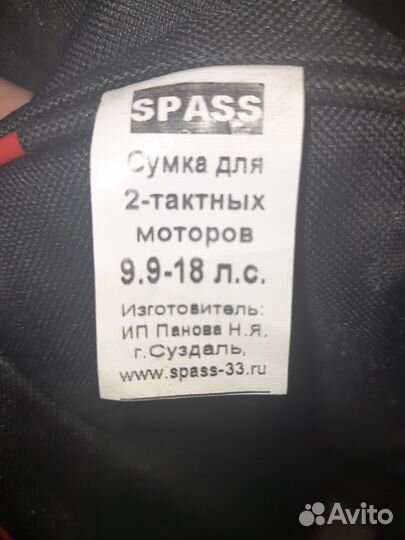 SPASS
Сумка для
2-тактных
моторов
9.9-18 л.с.
Изготовитель:
ИП Панова Н.Я.
г.Суздаль,
www.spass-33.ru
Avito